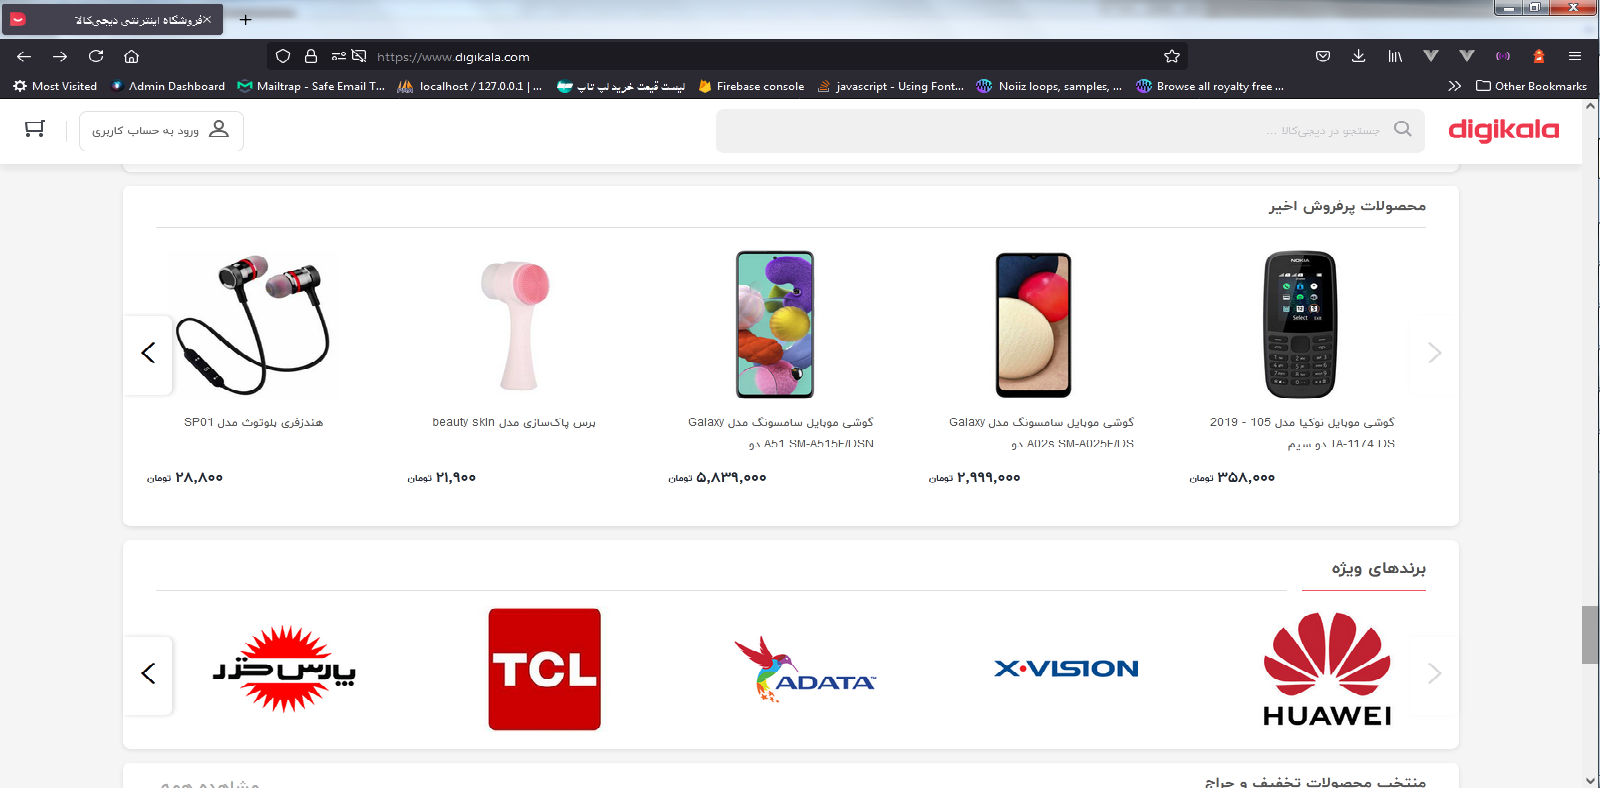 فروشگاه اینترنتی دیجی‌کالا
https://www.digikala.com
Most Visited
Admin Dashboard
Mailtrap - Safe Email T...
localhost / 127.0.0.1 | ...
لیست قیمت خرید لپ تاپ
Firebase console
javascript - Using Font...
Noiiz loops, samples, ...
Browse all royalty free ...
Other Bookmarks
digikala
جستجو در دیجی‌کالا ...
ورود به حساب کاربری
محصولات پرفروش اخیر
NOKIA
Select
گوشی موبایل نوکیا مدل 105 - 2019
TA-1174 DS دو سیم
۳۵۸,۰۰۰ تومان
گوشی موبایل سامسونگ مدل Galaxy
A02s SM-A025F/DS دو
۲,۹۹۹,۰۰۰ تومان
گوشی موبایل سامسونگ مدل Galaxy
A51 SM-A515F/DSN دو
۵,۸۳۹,۰۰۰ تومان
برس پاک‌سازی مدل beauty skin
۲۱,۹۰۰ تومان
هندزفری بلوتوث مدل SP01
۲۸,۸۰۰ تومان
برندهای ویژه
HUAWEI
X•VISION
ADATA
TCL
پارس خزر
منتخب محصولات تخفیف و حراج
مشاهده همه